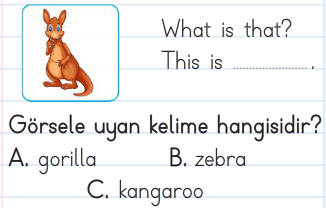 What is that?
This is ........................ .
Görsele uyan kelime hangisidir?
A. gorilla B. zebra
C. kangaroo